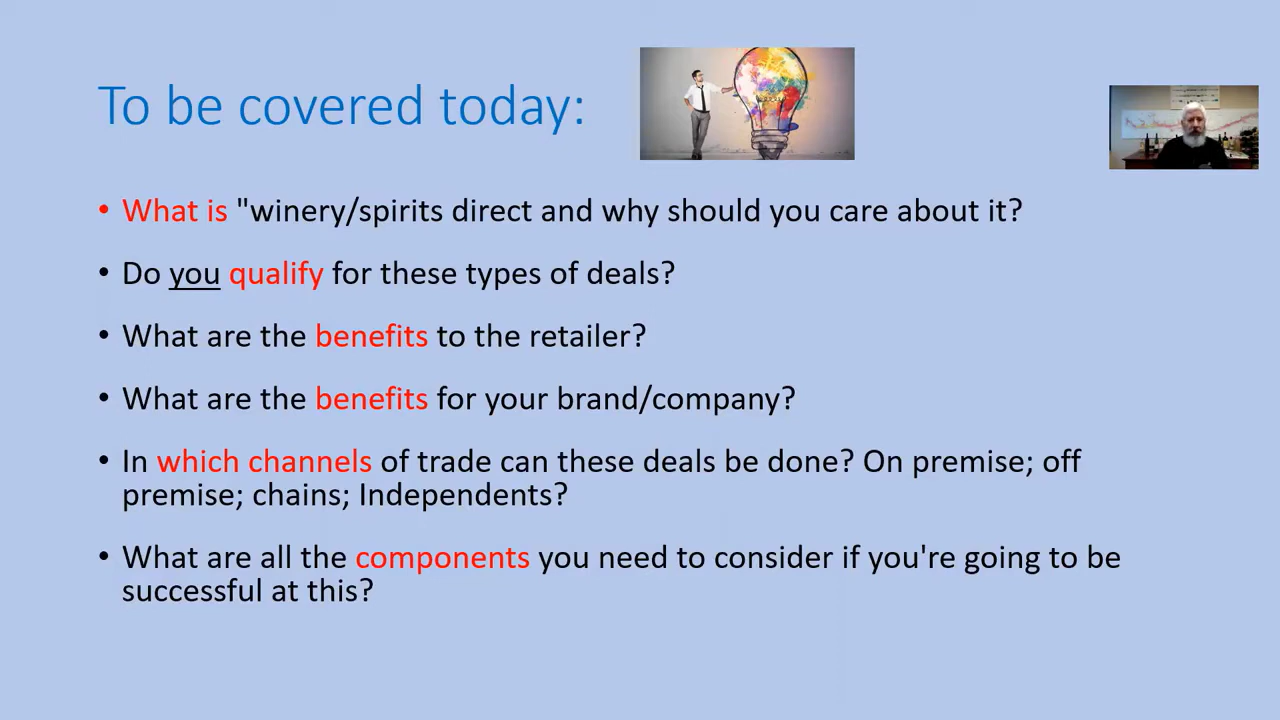 To be covered today:
• What is "winery/spirits direct and why should you care about it?
• Do you qualify for these types of deals?
• What are the benefits to the retailer?
• What are the benefits for your brand/company?
• In which channels of trade can these deals be done? On premise; off
premise; chains; Independents?
• What are all the components you need to consider if you're going to be
successful at this?